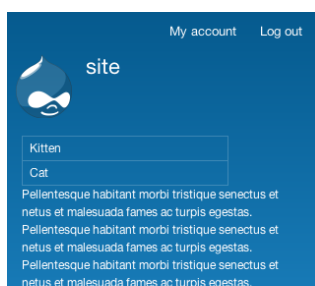 My account Log out
site
Kitten
Cat
Pellentesque habitant morbi tristique senectus et
netus et malesuada fames ac turpis egestas.
Pellentesque habitant morbi tristique senectus et
netus et malesuada fames ac turpis egestas.
Pellentesque habitant morbi tristique senectus et
netus et malesuada fames ac turpis egestas.